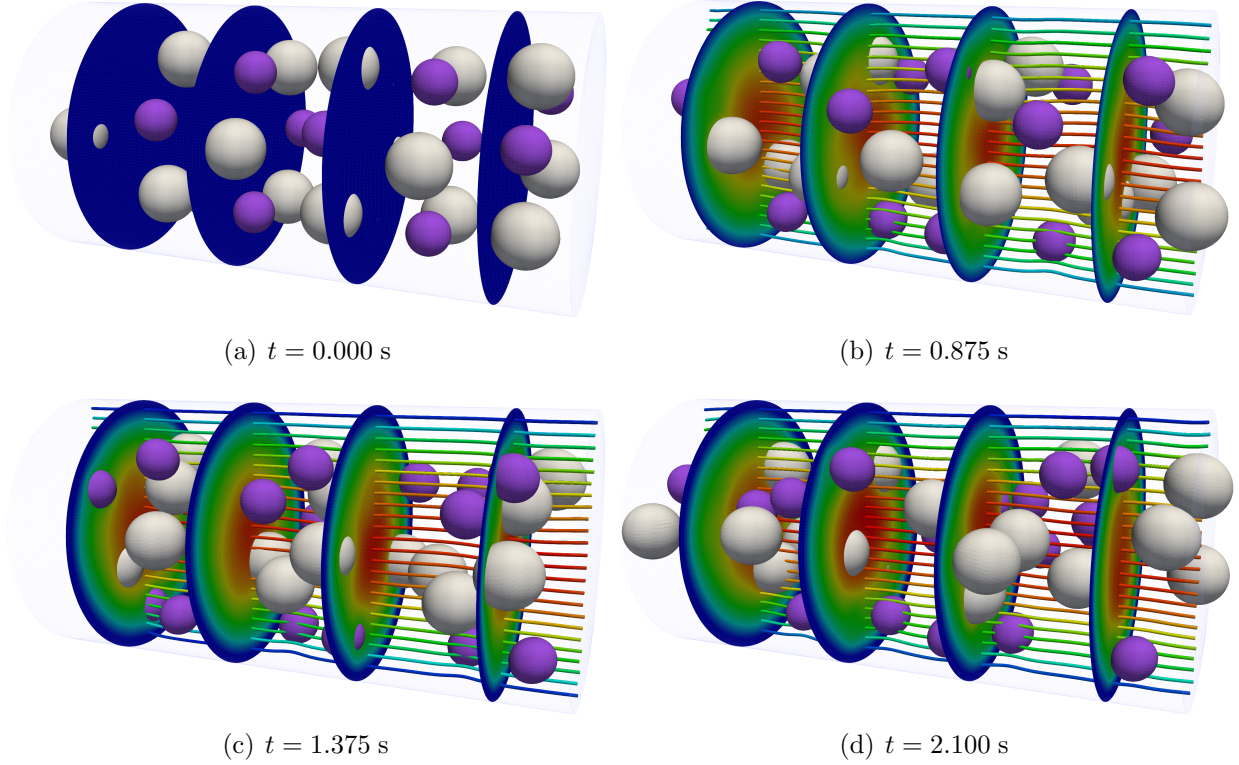 (a) t = 0.000 s
(b) t = 0.875 s
(c) t = 1.375 s
(d) t = 2.100 s